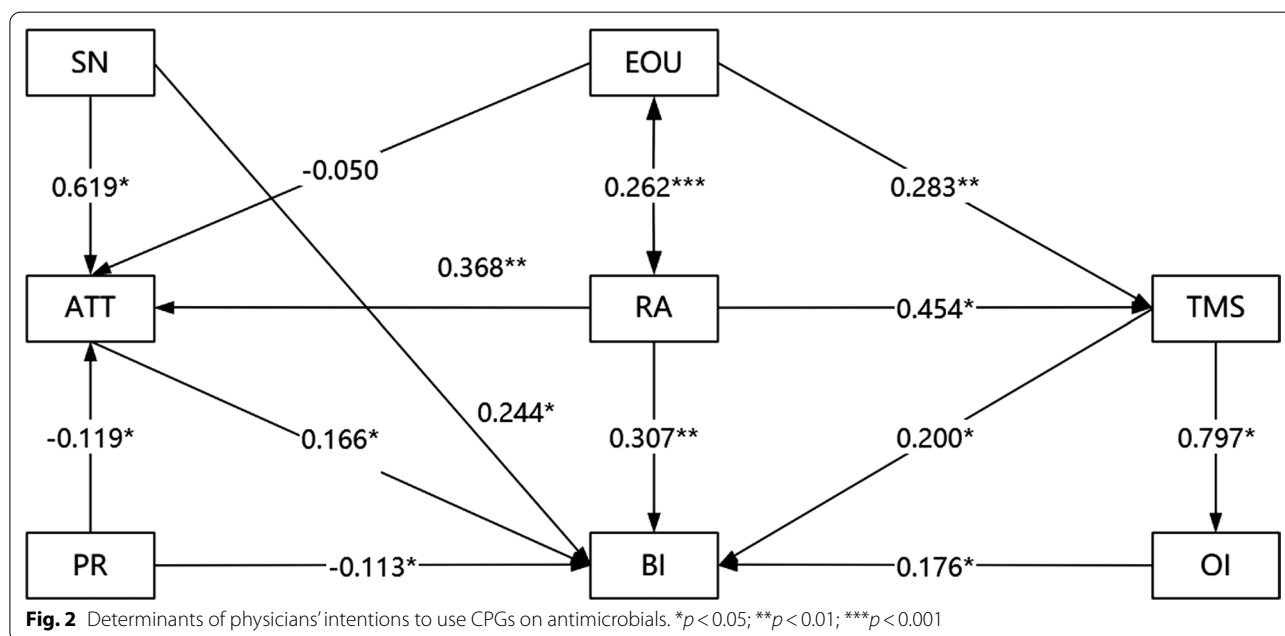 SN
EOU
0.619*
-0.050
0.262***
0.283**
0.368**
ATT
RA
0.454*
TMS
-0.119*
0.166*
0.244*
0.307**
0.200*
0.797*
PR
-0.113*
BI
0.176*
OI
Fig. 2 Determinants of physicians’ intentions to use CPGs on antimicrobials. *p < 0.05; **p < 0.01; ***p < 0.001